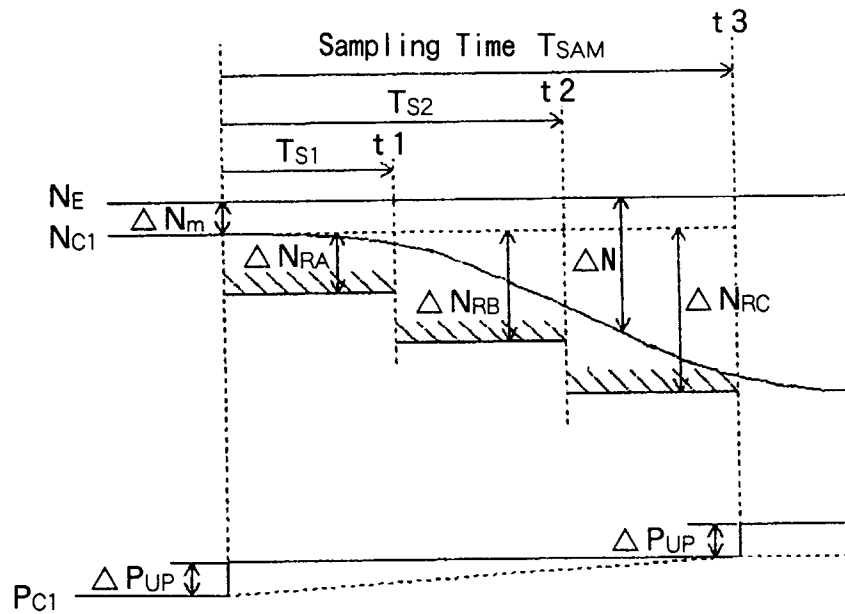 t3
Sampling Time TSAM
t2
TS2
t1
TS1
NE
△Nm
NC1
△NRA
△N
△NRB
△NRC
△PUP
△PUP
PC1